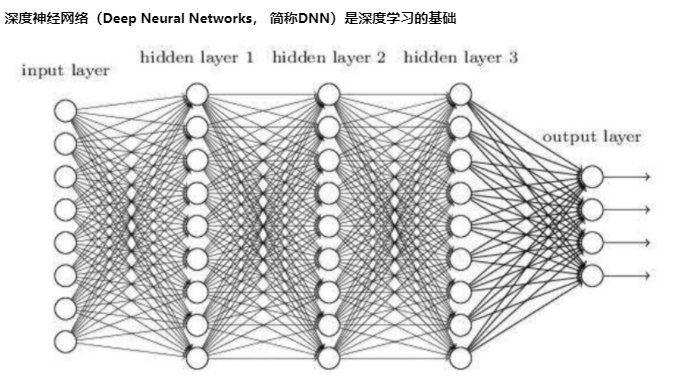 深度神经网络（Deep Neural Networks， 简称DNN）是深度学习的基础
hidden layer 1 hidden layer 2 hidden layer 3
input layer
output layer